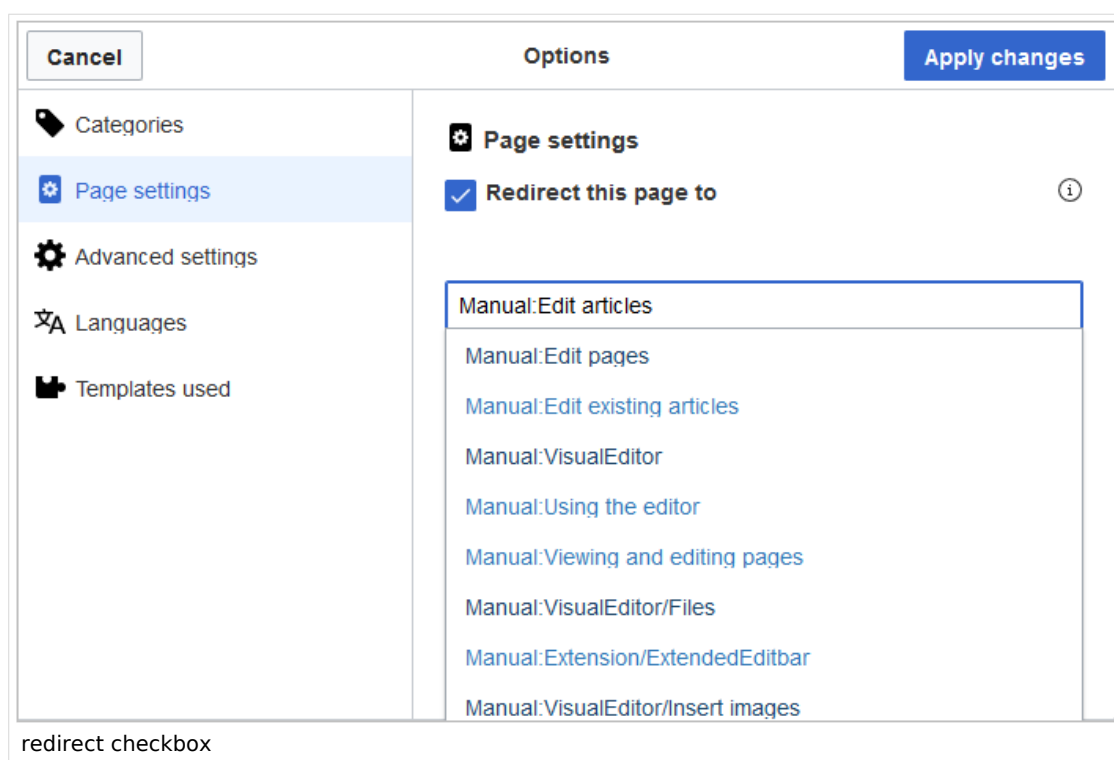 Cancel
Options
Apply changes
Categories
Page settings
Advanced settings
Languages
Templates used
Page settings
Redirect this page to
Manual:Edit articles
Manual:Edit pages
Manual:Edit existing articles
Manual:VisualEditor
Manual:Using the editor
Manual:Viewing and editing pages
Manual:VisualEditor/Files
Manual:Extension/ExtendedEditbar
Manual:VisualEditor/Insert images
redirect checkbox